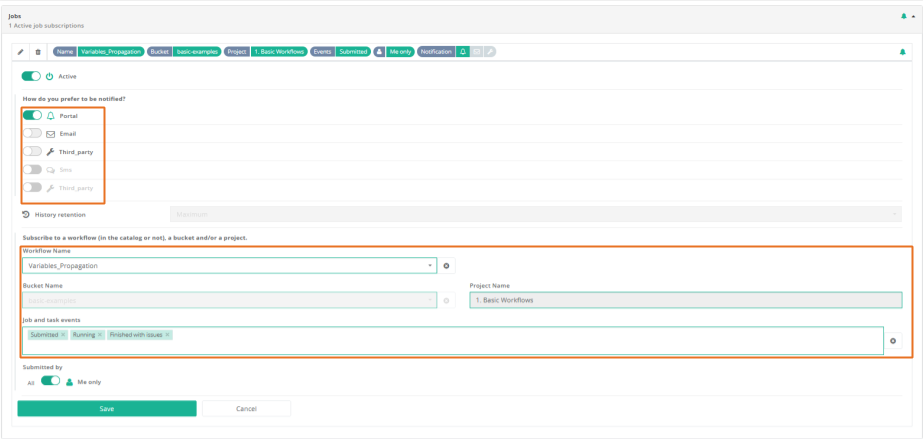 Jobs
1 Active job subscriptions
Name Variables_Propagation Bucket basic-examples Project 1. Basic Workflows Events Submitted Me only Notification
Active
How do you prefer to be notified?
Portal
Email
Third_party
Sms
Third_party
History retention Maximum
Subscribe to a workflow (in the catalog or not), a bucket and/or a project.
Workflow Name
Variables_Propagation
Bucket Name Project Name
basic-examples 1. Basic Workflows
Job and task events
Submitted × Running × Finished with issues ×
Submitted by
All Me only
Save Cancel